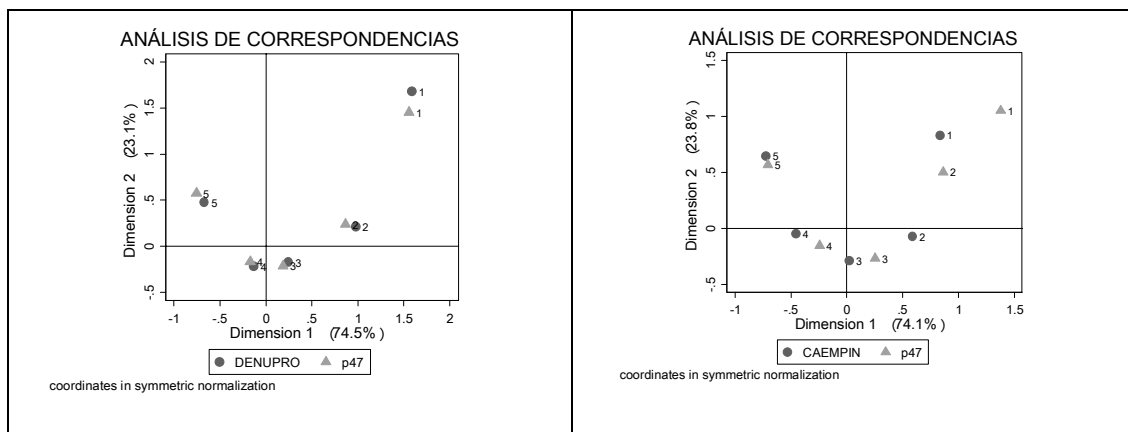 ANÁLISIS DE CORRESPONDENCIAS
Dimension 2 (23.1%)
2
1.5
1
.5
0
-.5
1
1
5
5
2
2
4
4
3
3
-1 -.5 0 .5 1 1.5 2
Dimension 1 (74.5%)
DENUPRO p47
coordinates in symmetric normalization
ANÁLISIS DE CORRESPONDENCIAS
Dimension 2 (23.8%)
1.5
1
.5
0
-.5
1
1
5
5
2
4
2
4
3
3
-1 -.5 0 .5 1 1.5
Dimension 1 (74.1%)
CAEMPIN p47
coordinates in symmetric normalization